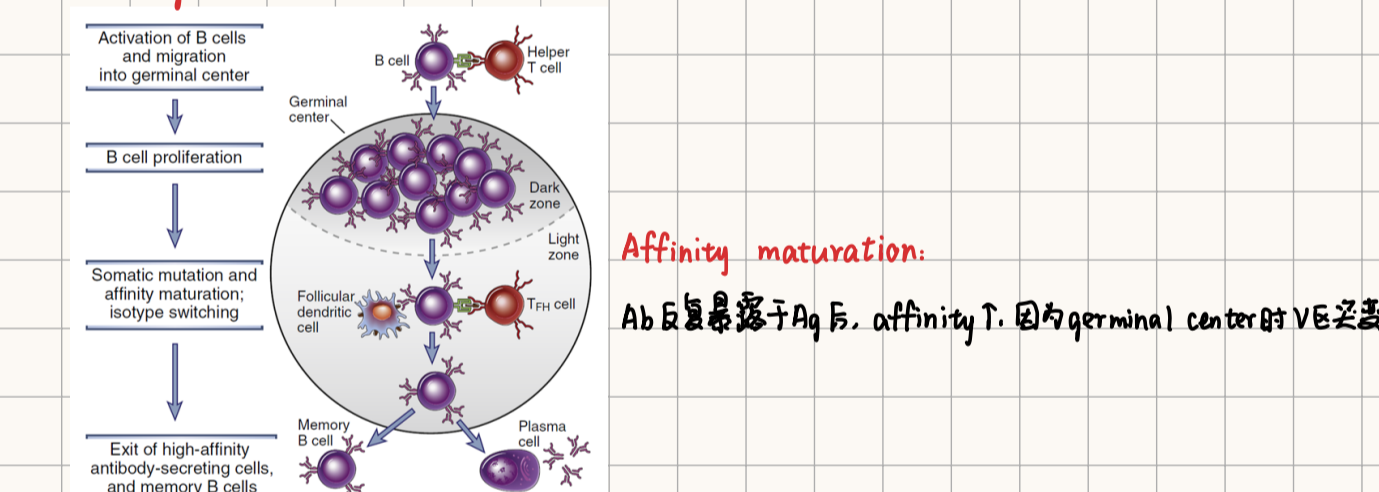 Activation of B cells
and migration
into germinal center
B cell
Helper
T cell
Germinal
center
B cell proliferation
Dark
zone
Light
zone
Somatic mutation and
affinity maturation;
isotype switching
Follicular
dendritic
cell
TFH cell
Memory
B cell
Plasma
cell
Exit of high-affinity
antibody-secreting cells,
and memory B cells
Affinity maturation:
Ab反复暴露于Ag后, affinity↑. 因为germinal center时V区突变